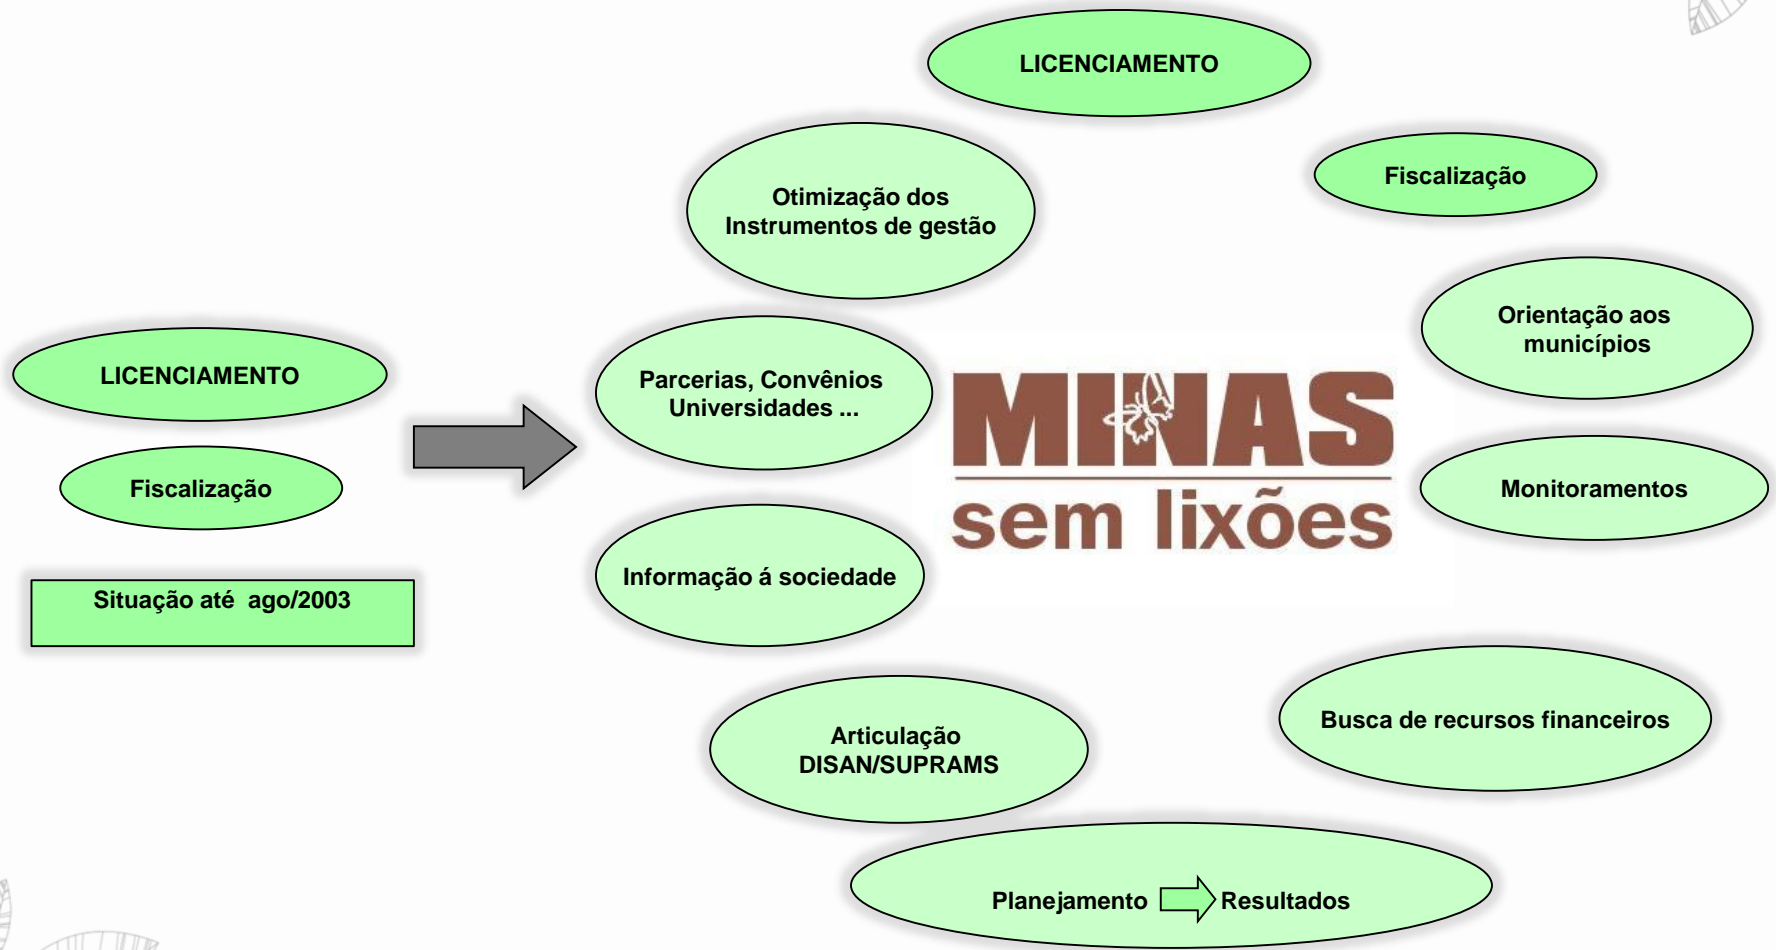 LICENCIAMENTO
Fiscalização
Situação até ago/2003
LICENCIAMENTO
Fiscalização
Otimização dos
Instrumentos de gestão
Orientação aos
municípios
Parcerias, Convênios
Universidades ...
MINAS
sem lixões
Monitoramentos
Informação á sociedade
Busca de recursos financeiros
Articulação
DISAN/SUPRAMS
Planejamento Resultados